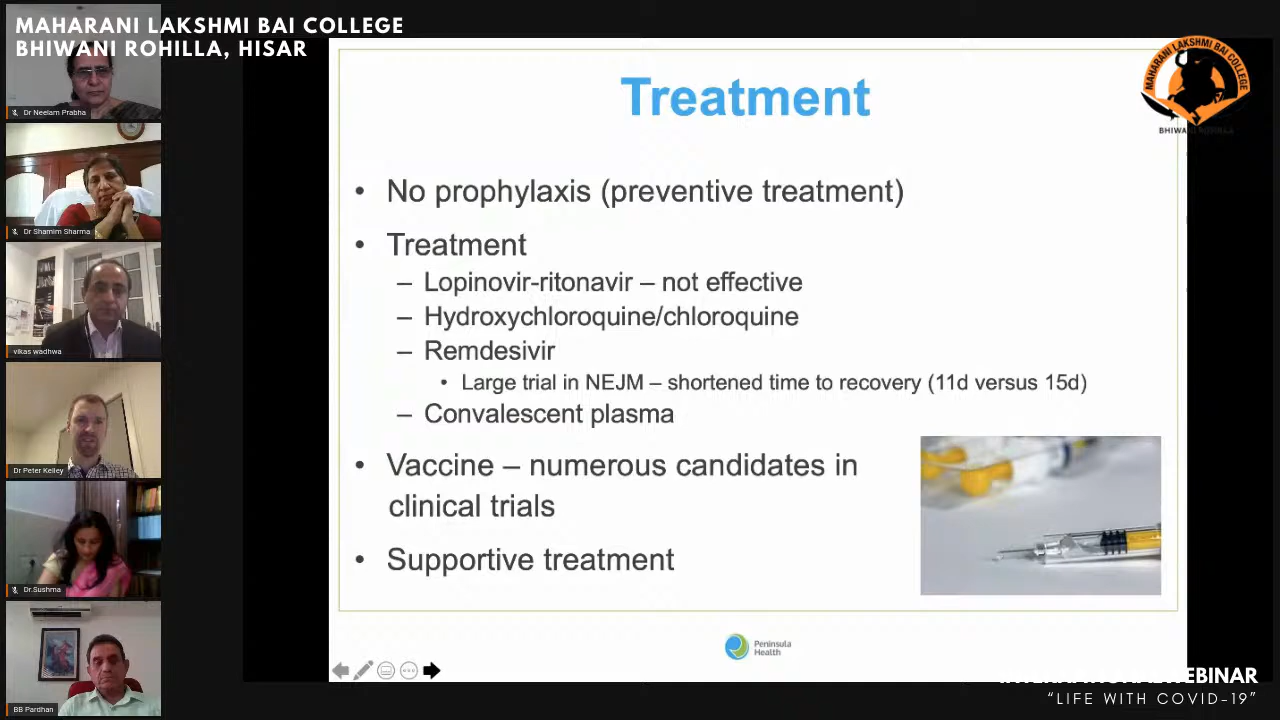 MAHARANI LAKSHMI BAI COLLEGE
BHIWANI ROHILLA, HISAR
Dr Neelam Prabha
Dr Shamim Sharma
vikas wadhwa
Dr Peter Kelley
Dr.Sushma
BB Pardhan
Treatment
• No prophylaxis (preventive treatment)
• Treatment
– Lopinovir-ritonavir – not effective
– Hydroxychloroquine/chloroquine
– Remdesivir
• Large trial in NEJM – shortened time to recovery (11d versus 15d)
– Convalescent plasma
• Vaccine – numerous candidates in
clinical trials
• Supportive treatment
Peninsula
Health
MAHARANI LAKSHMI BAI COLLEGE
WEBINAR
“LIFE WITH COVID-19”